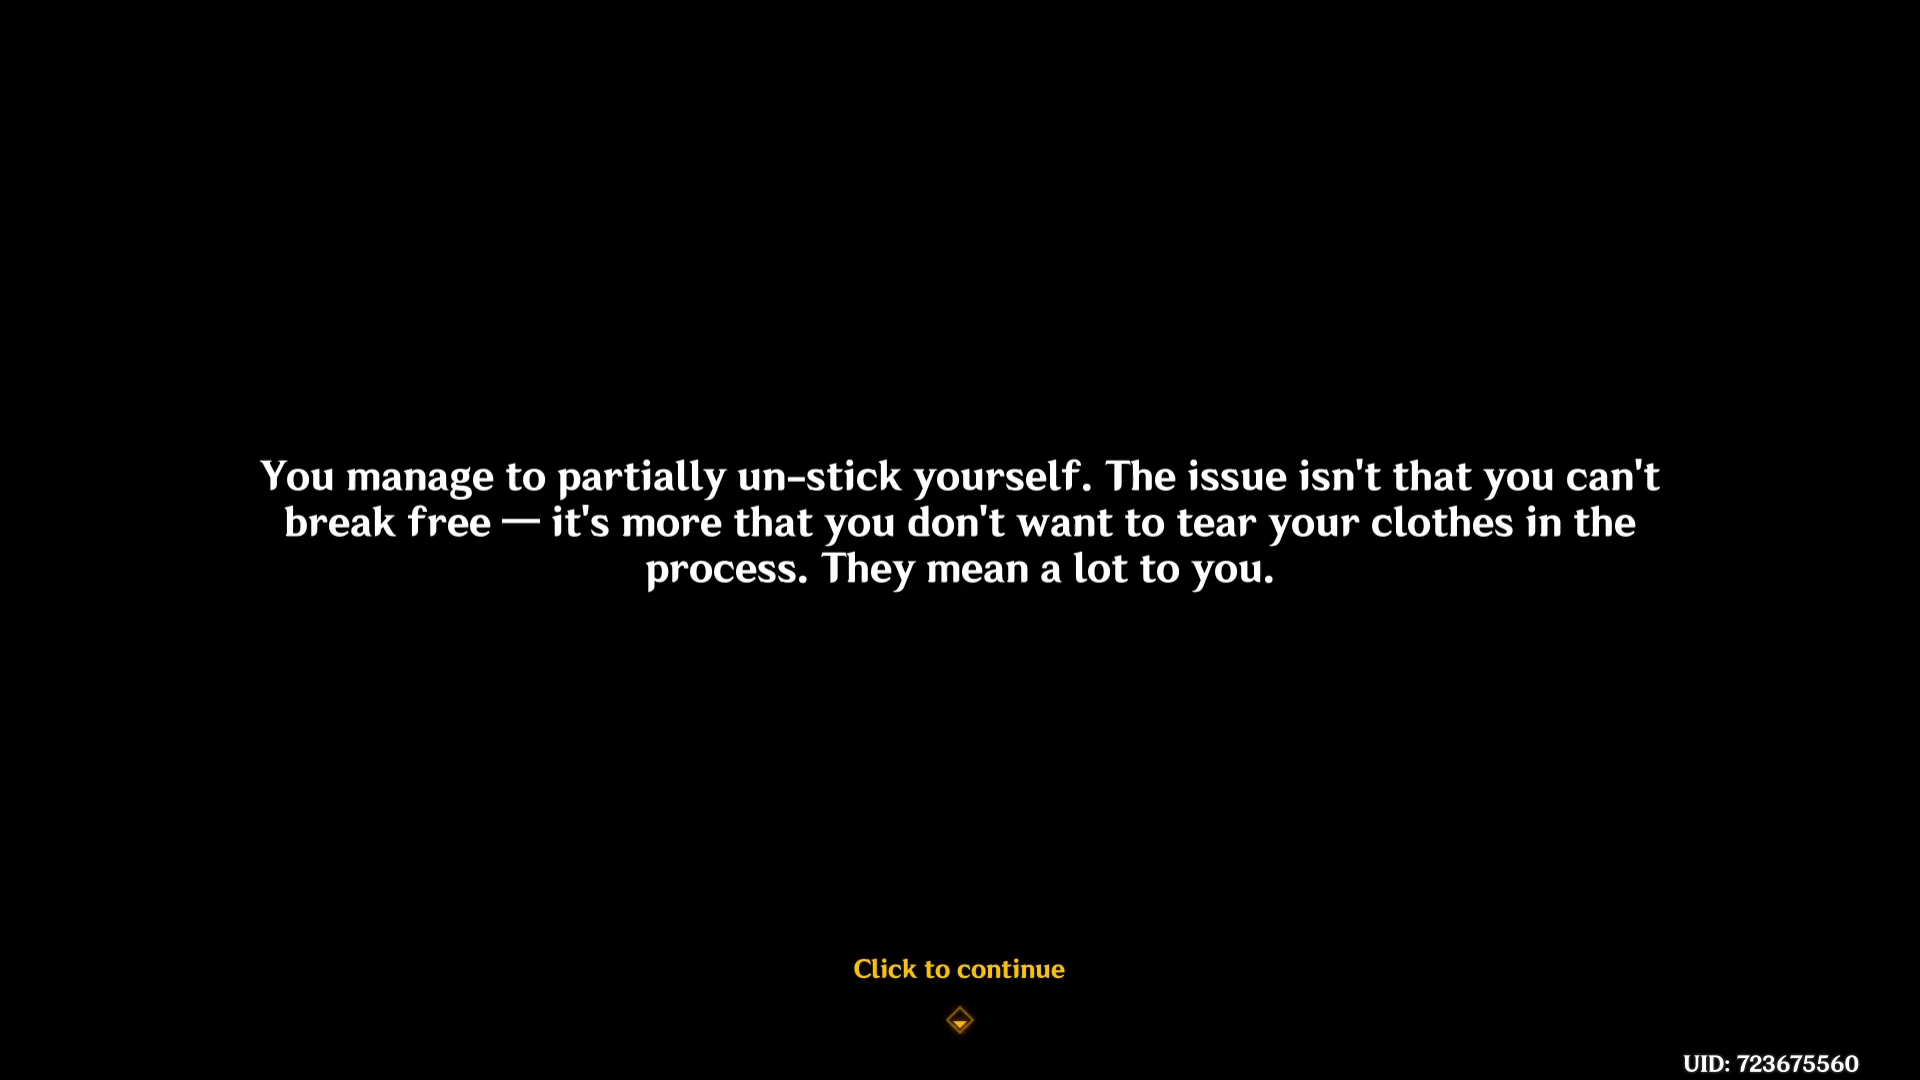 You manage to partially un-stick yourself. The issue isn't that you can't
break free — it's more that you don't want to tear your clothes in the
process. They mean a lot to you.
Click to continue
UID: 723675560